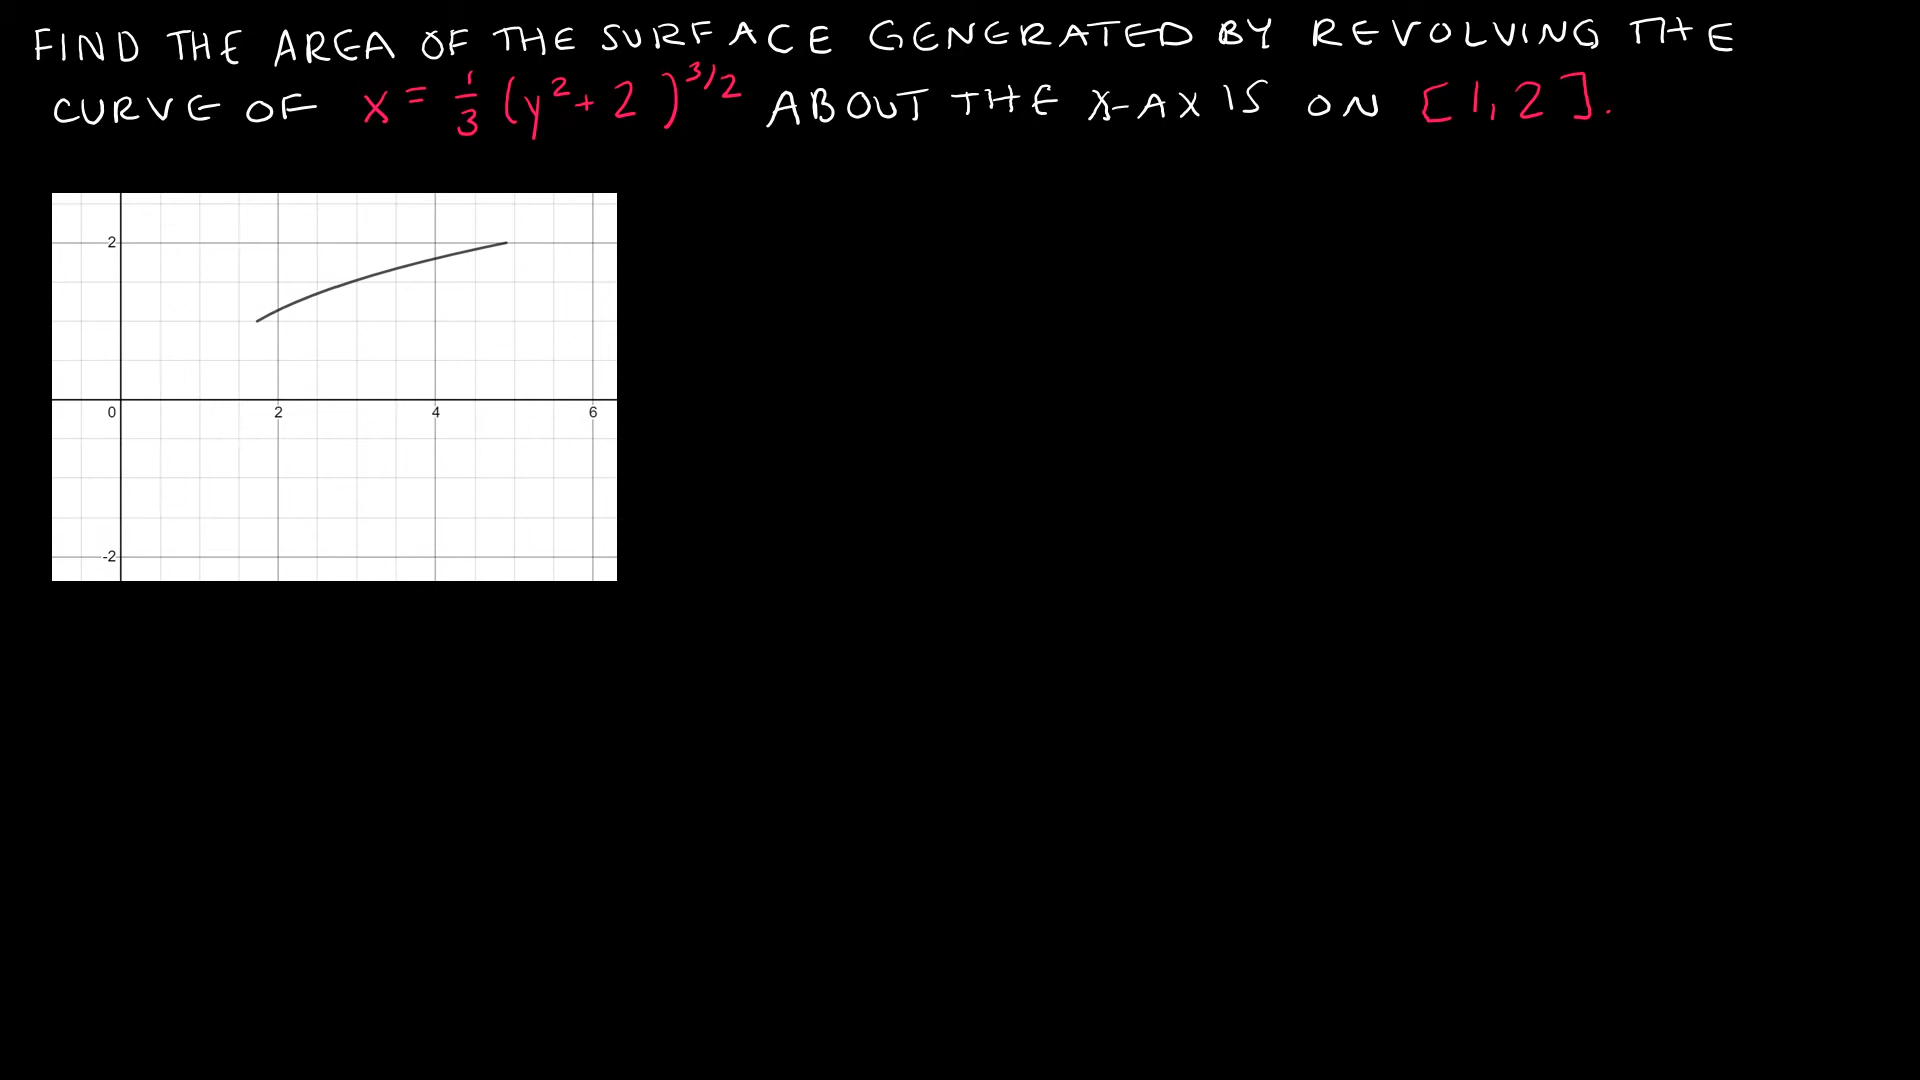 FIND THE AREA OF THE SURFACE GENERATED BY REVOLVING THE
CURVE OF x = 1/3 (y²+2)^3/2 ABOUT THE X-AXIS ON [1,2].
2
0 2 4 6
-2